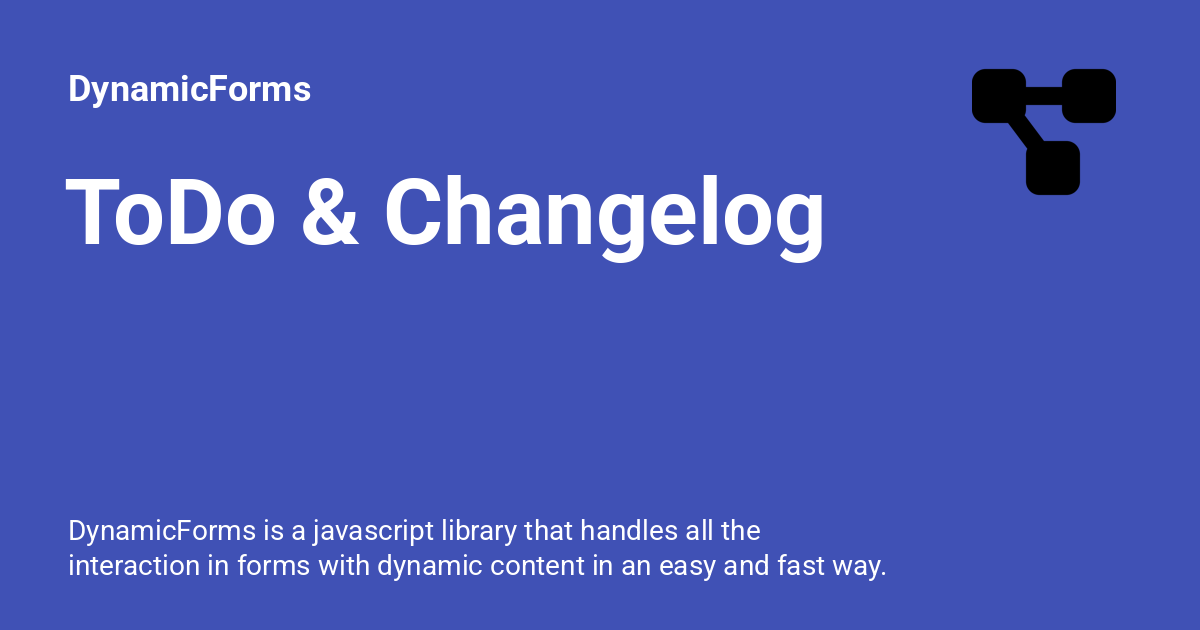 DynamicForms
ToDo & Changelog
DynamicForms is a javascript library that handles all the
interaction in forms with dynamic content in an easy and fast way.